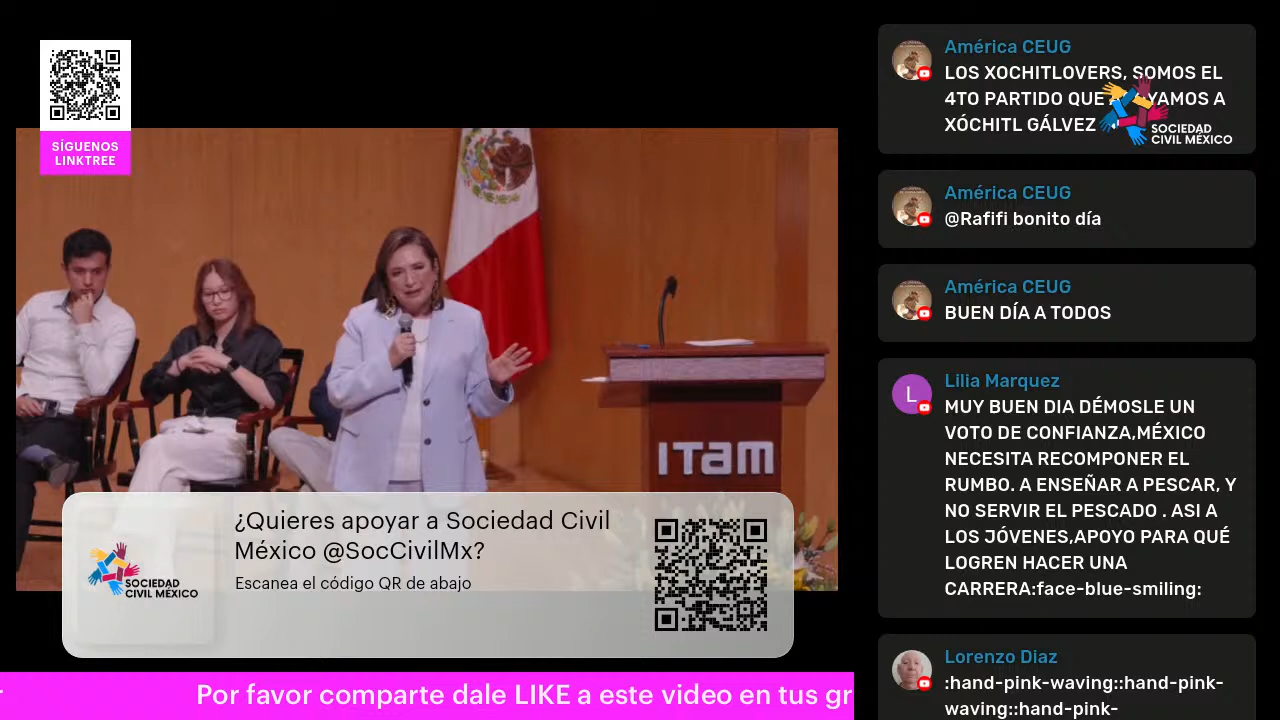 SÍGUENOS
LINKTREE
ITAM
¿Quieres apoyar a Sociedad Civil
México @SocCivilMx?
Escanea el código QR de abajo
SOCIEDAD
CIVIL MÉXICO
Por favor comparte dale LIKE a este video en tus gr
América CEUG
LOS XOCHITLOVERS, SOMOS EL
4TO PARTIDO QUE YAMOS A
XÓCHITL GÁLVEZ
SOCIEDAD
CIVIL MÉXICO
América CEUG
@Rafifi bonito día
América CEUG
BUEN DÍA A TODOS
L
Lilia Marquez
MUY BUEN DIA DÉMOSLE UN
VOTO DE CONFIANZA,MÉXICO
NECESITA RECOMPONER EL
RUMBO. A ENSEÑAR A PESCAR, Y
NO SERVIR EL PESCADO . ASI A
LOS JÓVENES,APOYO PARA QUÉ
LOGREN HACER UNA
CARRERA:face-blue-smiling:
Lorenzo Diaz
:hand-pink-waving::hand-pink-
waving::hand-pink-